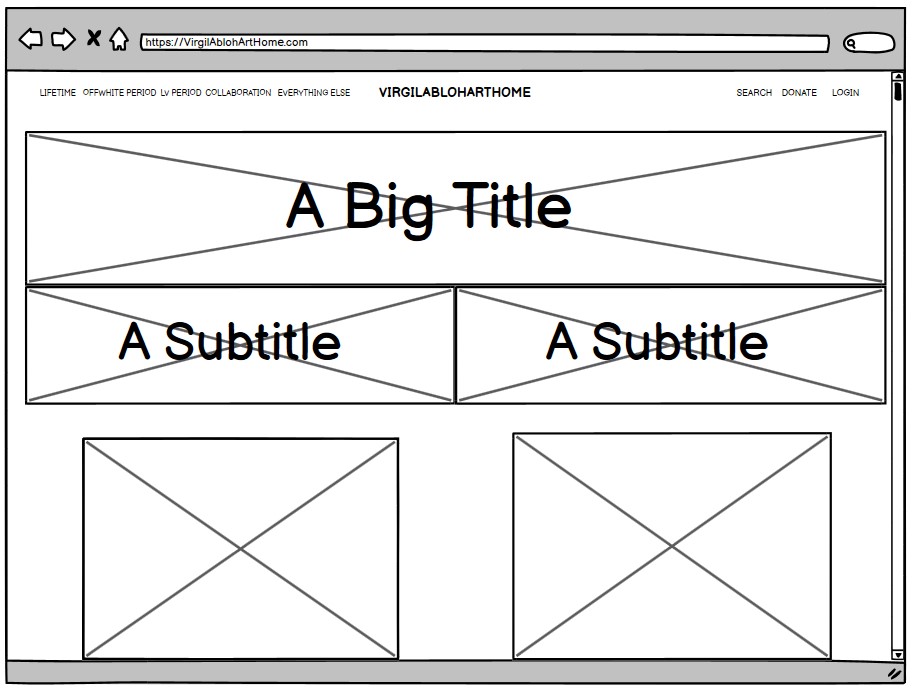 https://VirgilAblohArtHome.com
LIFETIME OFFWHITE PERIOD LV PERIOD COLLABORATION EVERYTHING ELSE VIRGILABLOHARTHOME SEARCH DONATE LOGIN
A Big Title
A Subtitle A Subtitle